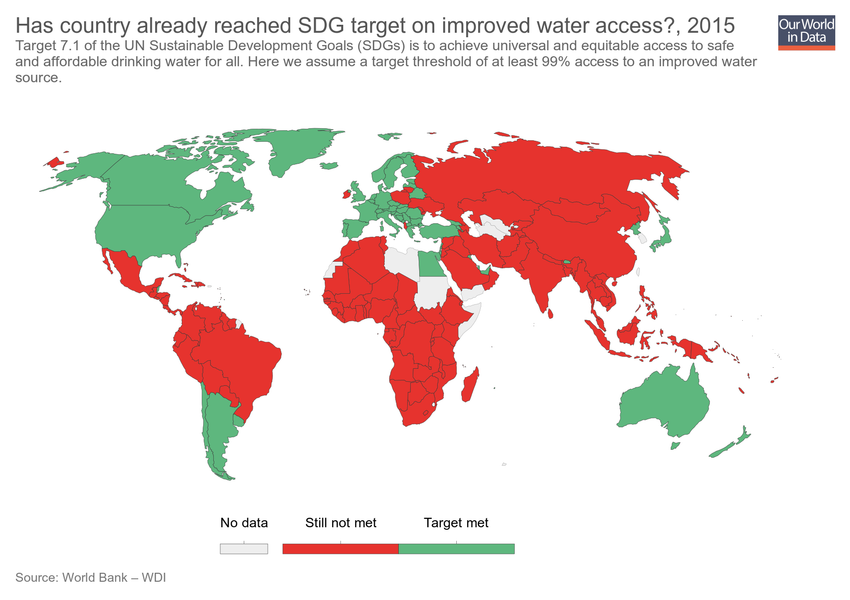 Has country already reached SDG target on improved water access?, 2015
Our World
in Data
Target 7.1 of the UN Sustainable Development Goals (SDGs) is to achieve universal and equitable access to safe
and affordable drinking water for all. Here we assume a target threshold of at least 99% access to an improved water
source.
No data
Still not met
Target met
Source: World Bank – WDI